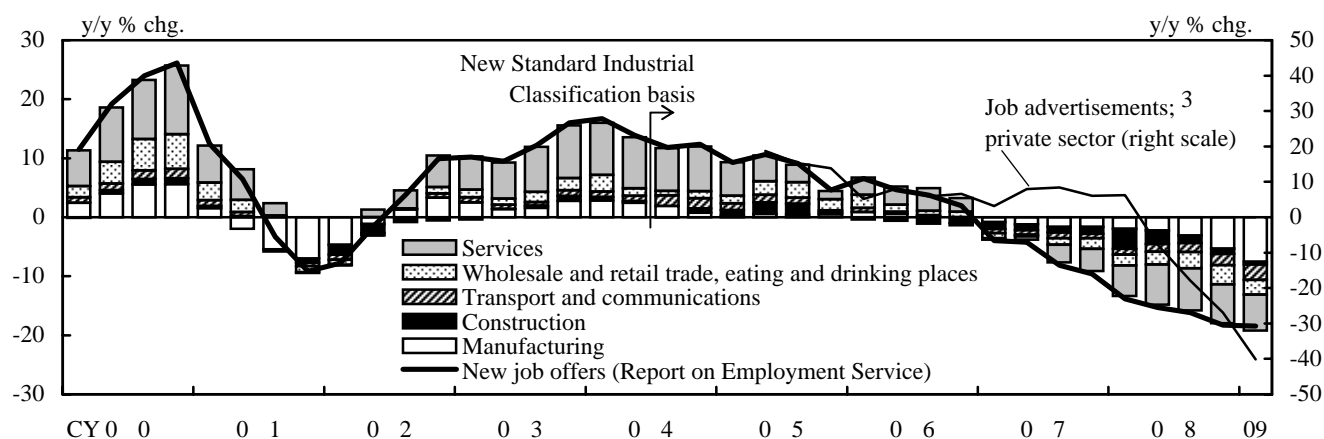 y/y % chg.
y/y % chg.
30
20
10
0
-10
-20
-30
50
40
30
20
10
0
-10
-20
-30
-40
-50
New Standard Industrial
Classification basis
Job advertisements; 3
private sector (right scale)
Services
Wholesale and retail trade, eating and drinking places
Transport and communications
Construction
Manufacturing
New job offers (Report on Employment Service)
CY 0 0 0 1 0 2 0 3 0 4 0 5 0 6 0 7 0 8 09